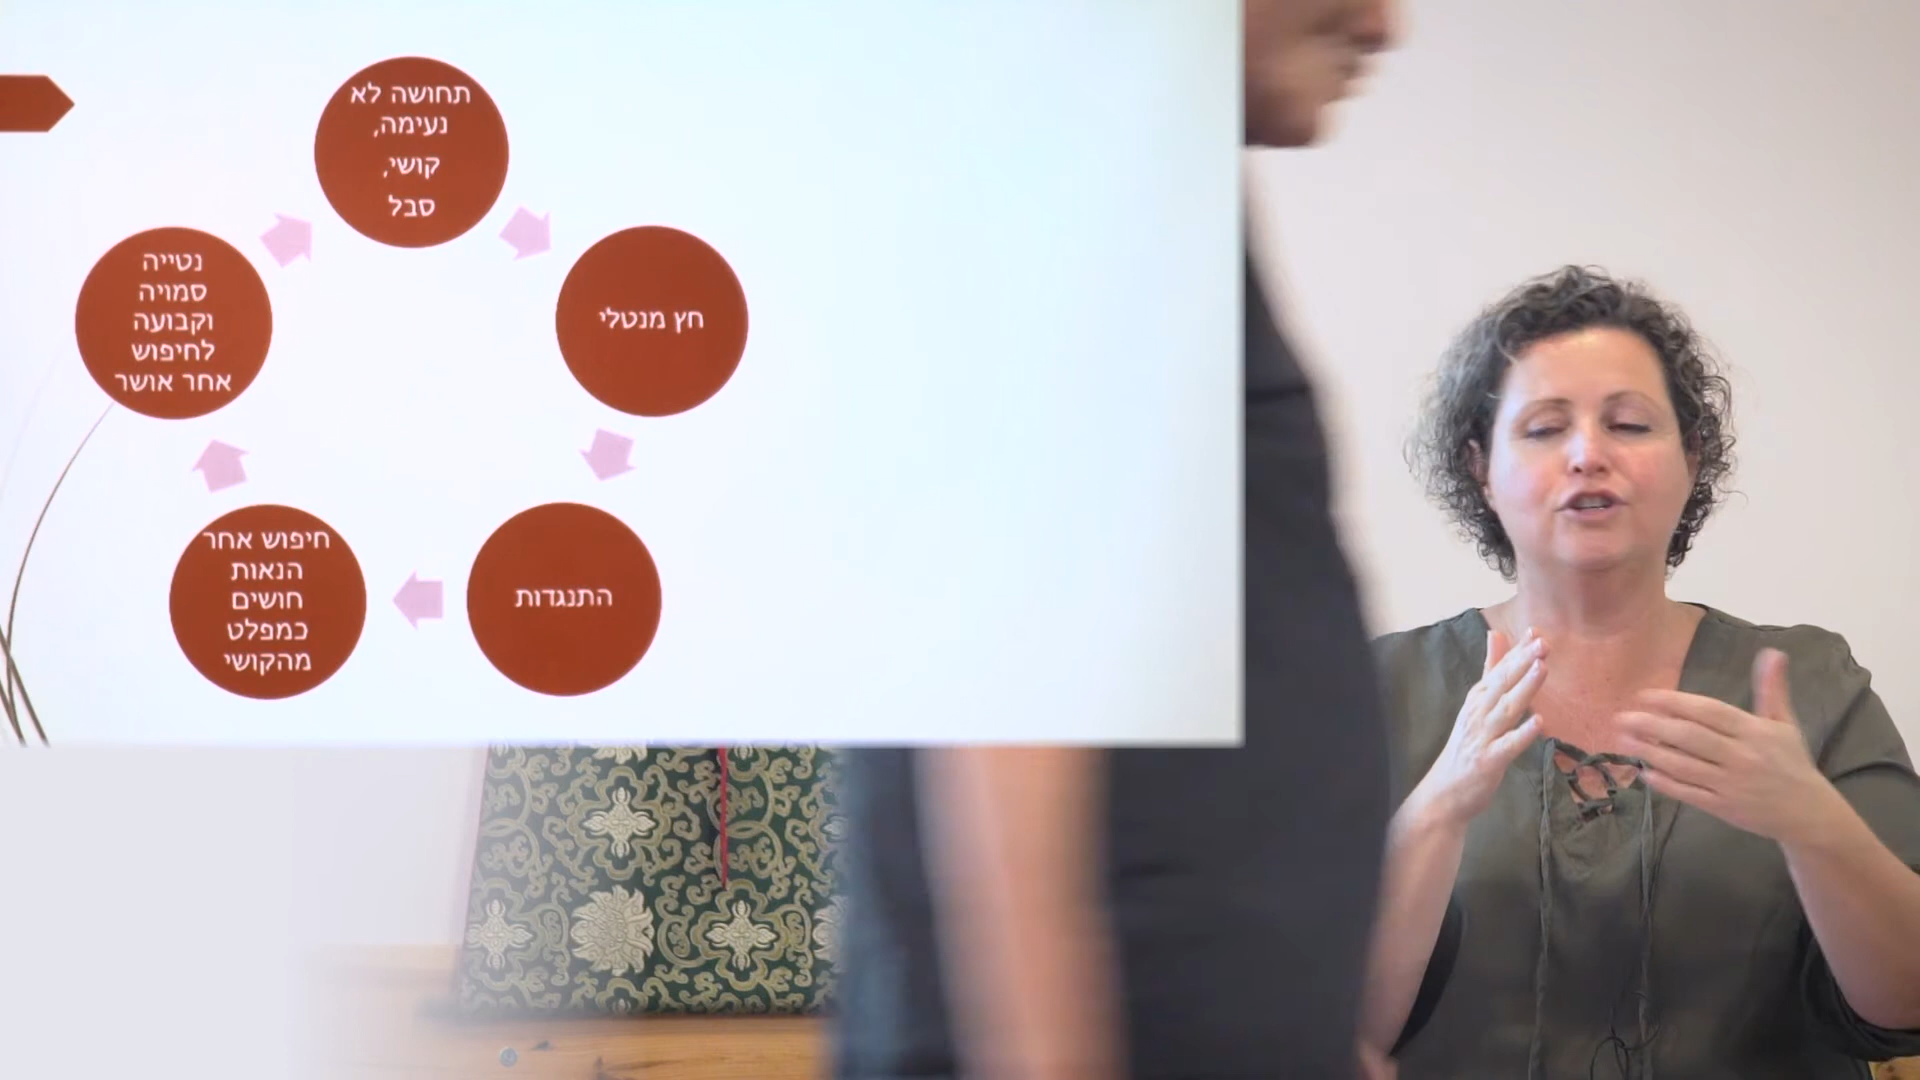 תחושה לא
נעימה,
קושי,
סבל
חץ מנטלי
התנגדות
חיפוש אחר
הנאות
חושים
כמפלט
מהקושי
נטייה
סמויה
וקבועה
לחיפוש
אחר אושר